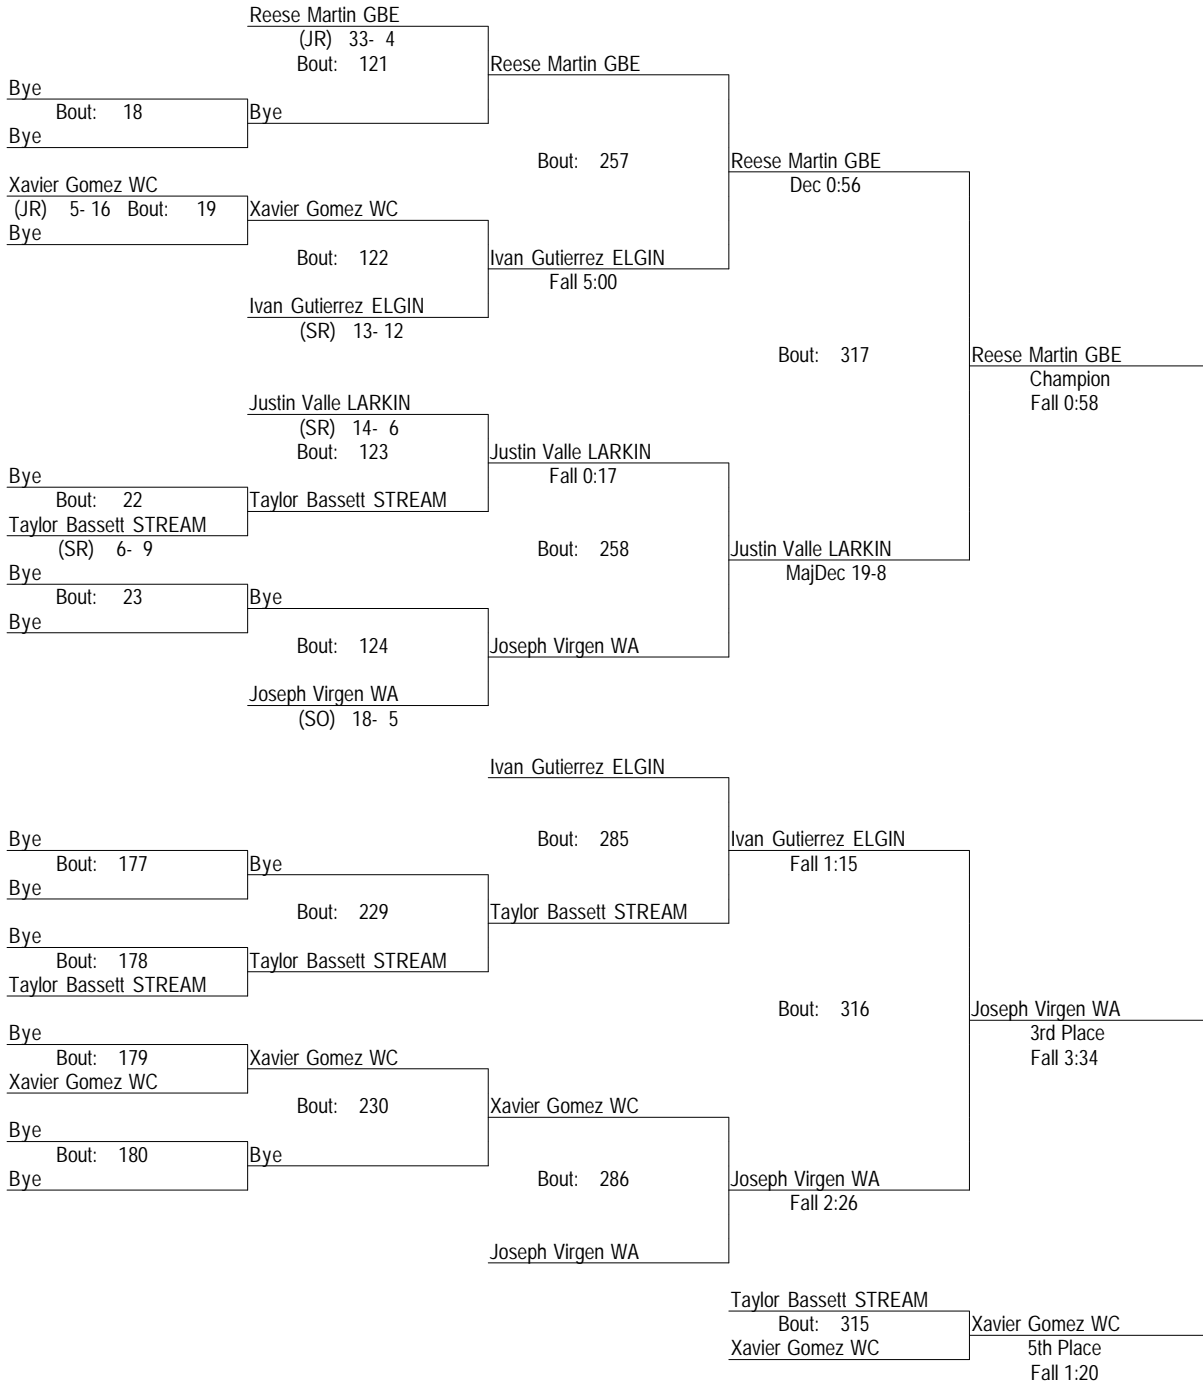 Reese Martin GBE
(JR) 33- 4
Bout: 121
Reese Martin GBE
Bye
Bout: 18
Bye
Bye
Bout: 257
Reese Martin GBE
Dec 0:56
Xavier Gomez WC
(JR) 5- 16 Bout: 19
Xavier Gomez WC
Bye
Bout: 122
Ivan Gutierrez ELGIN
Fall 5:00
Ivan Gutierrez ELGIN
(SR) 13- 12
Bout: 317
Reese Martin GBE
Champion
Fall 0:58
Justin Valle LARKIN
(SR) 14- 6
Bout: 123
Justin Valle LARKIN
Fall 0:17
Bye
Bout: 22
Taylor Bassett STREAM
Taylor Bassett STREAM
(SR) 6- 9
Bout: 258
Justin Valle LARKIN
MajDec 19-8
Bye
Bout: 23
Bye
Bye
Bout: 124
Joseph Virgen WA
Joseph Virgen WA
(SO) 18- 5
Ivan Gutierrez ELGIN
Bout: 285
Ivan Gutierrez ELGIN
Fall 1:15
Bye
Bout: 177
Bye
Bye
Bout: 229
Taylor Bassett STREAM
Bye
Bout: 178
Taylor Bassett STREAM
Taylor Bassett STREAM
Bout: 316
Joseph Virgen WA
3rd Place
Fall 3:34
Bye
Bout: 179
Xavier Gomez WC
Xavier Gomez WC
Bout: 230
Xavier Gomez WC
Bye
Bout: 180
Bye
Bye
Bout: 286
Joseph Virgen WA
Fall 2:26
Joseph Virgen WA
Taylor Bassett STREAM
Bout: 315
Xavier Gomez WC
Xavier Gomez WC
5th Place
Fall 1:20